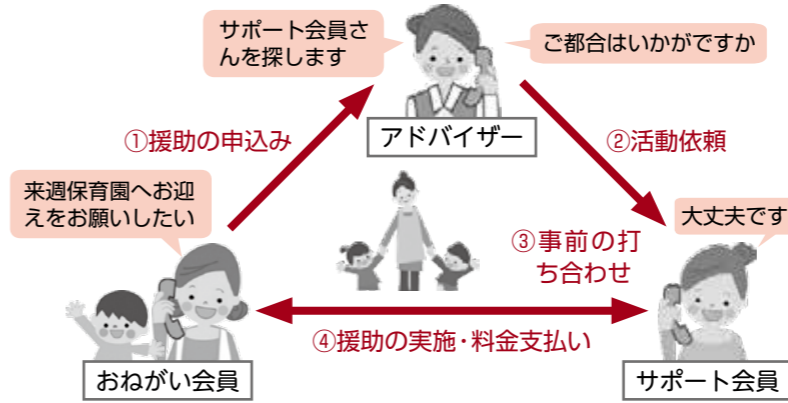 サポート会員さ
んを探します
ご都合はいかがですか
アドバイザー
①援助の申込み
②活動依頼
来週保育園へお迎
えをお願いしたい
大丈夫です
③事前の打
ち合わせ
④援助の実施・料金支払い
おねがい会員
サポート会員